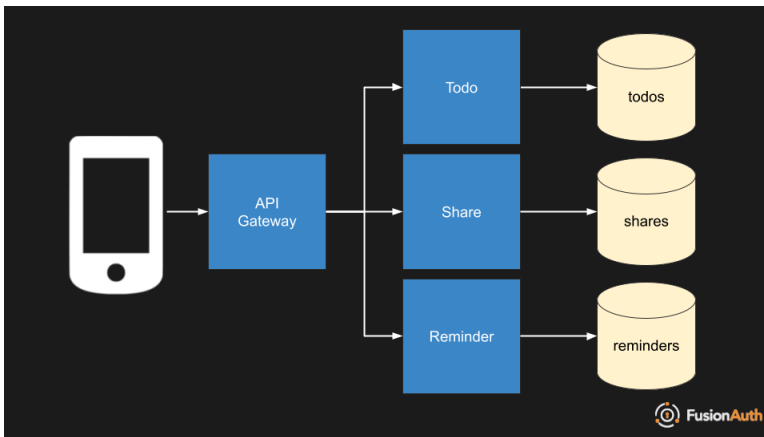 Todo
todos
API
Gateway
Share
shares
Reminder
reminders
FusionAuth